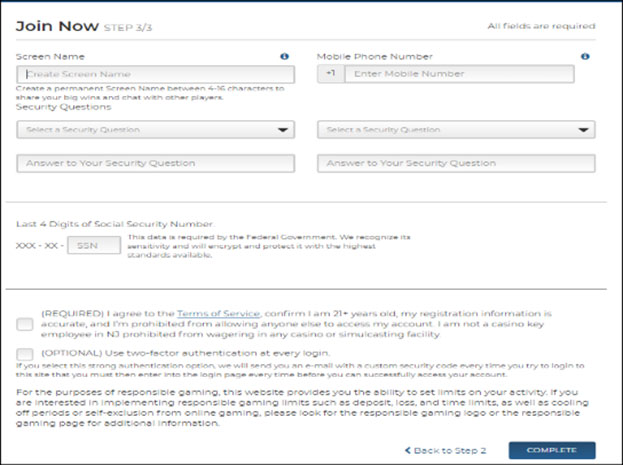 Join Now STEP 3/3
All fields are required
Screen Name
Mobile Phone Number
Create Screen Name
+1 Enter Mobile Number
Create a permanent Screen Name between 4-16 characters to
share your big wins and chat with other players.
Security Questions
Select a Security Question
Select a Security Question
Answer to Your Security Question
Answer to Your Security Question
Last 4 Digits of Social Security Number
XXX - XX - SSN
This data is required by the Federal Government. We recognize its
sensitivity and will encrypt and protect it with the highest
standards available.
(REQUIRED) I agree to the Terms of Service, confirm I am 21+ years old, my registration information is
accurate, and I'm prohibited from allowing anyone else to access my account. I am not a casino key
employee in NJ prohibited from wagering in any casino or simulcasting facility.
(OPTIONAL) Use two-factor authentication at every login.
If you select this strong authentication option, we will send you an e-mail with a custom security code every time you try to login to
this site that you must then enter into the login page every time before you can successfully access your account.
For the purposes of responsible gaming, this website provides you the ability to set limits on your activity. If you
are interested in implementing responsible gaming limits such as deposit, loss, and time limits, as well as cooling
off periods or self-exclusion from online gaming, please look for the responsible gaming logo or the responsible
gaming page for additional information.
Back to Step 2
COMPLETE